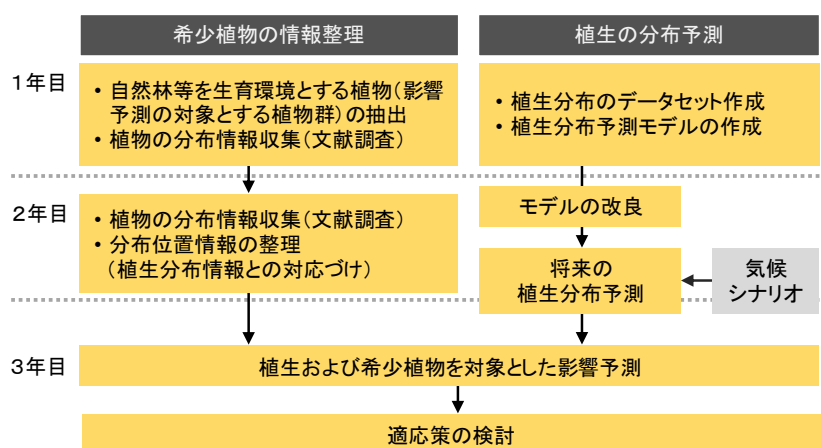 希少植物の情報整理
植生の分布予測
1年目
• 自然林等を生育環境とする植物(影響
予測の対象とする植物群)の抽出
• 植物の分布情報収集(文献調査)
• 植生分布のデータセット作成
• 植生分布予測モデルの作成
2年目
• 植物の分布情報収集(文献調査)
• 分布位置情報の整理
(植生分布情報との対応づけ)
モデルの改良
将来の
植生分布予測
気候
シナリオ
3年目
植生および希少植物を対象とした影響予測
適応策の検討